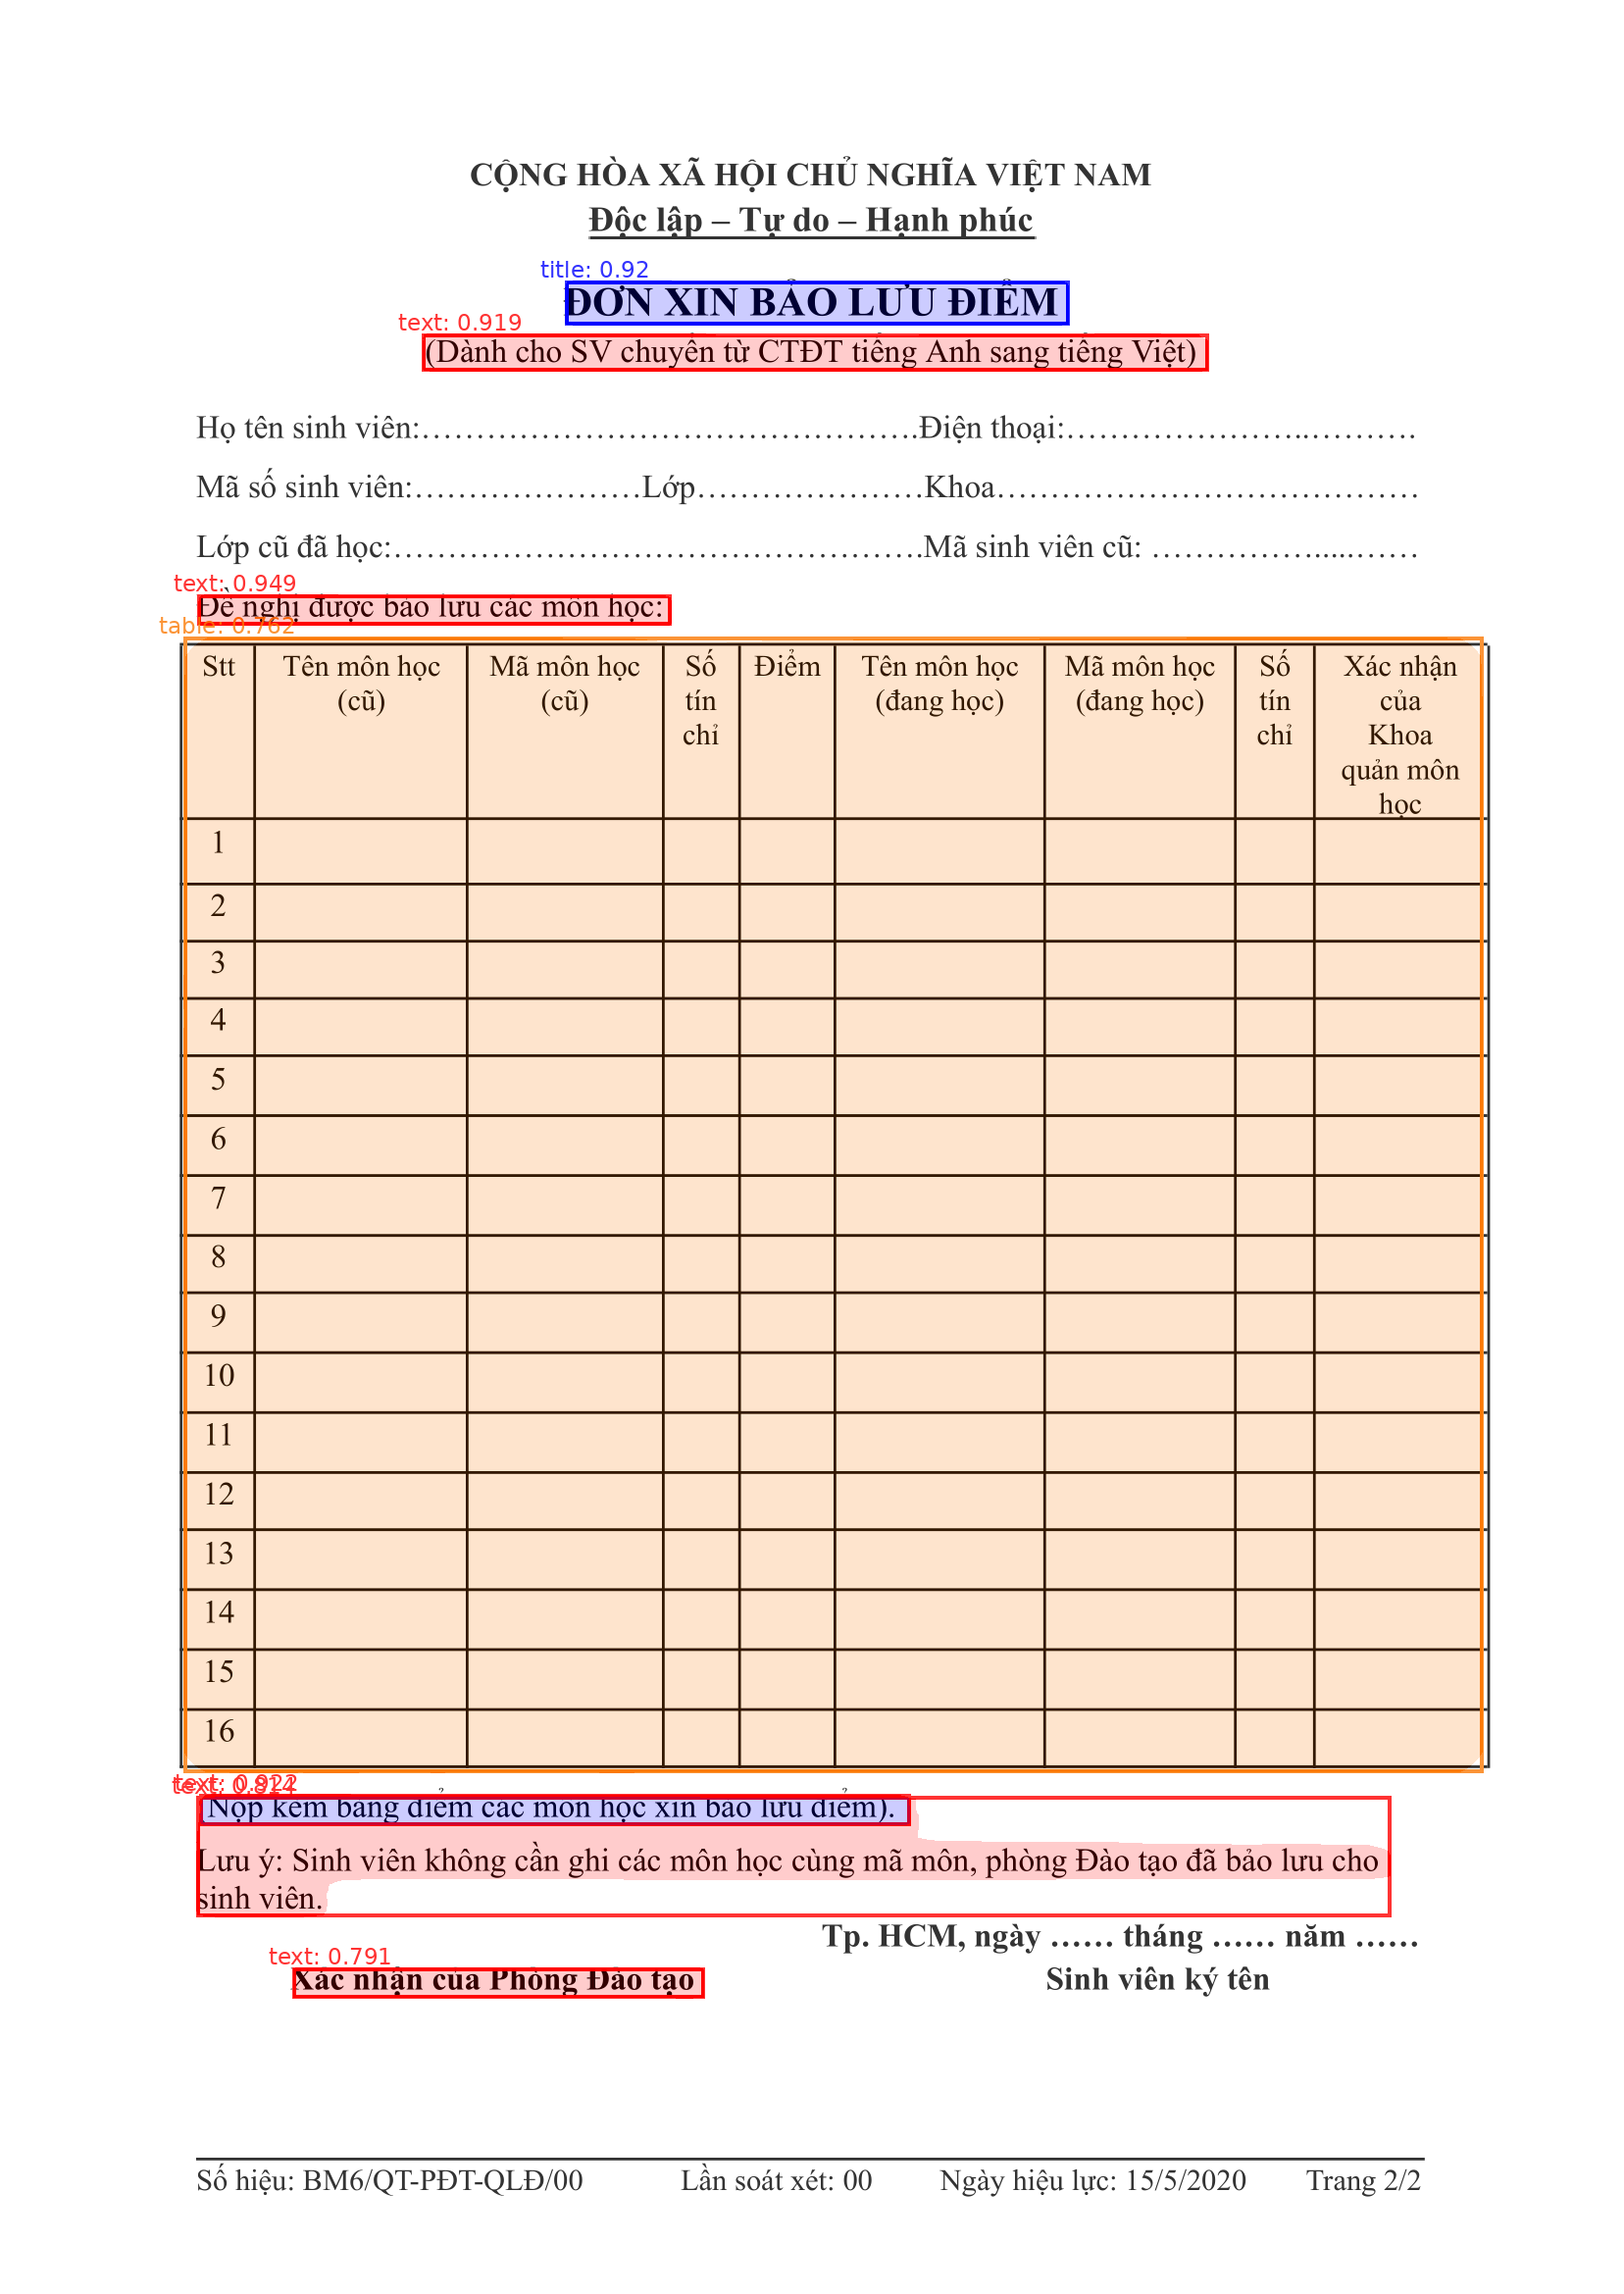 CỘNG HÒA XÃ HỘI CHỦ NGHĨA VIỆT NAM
Độc lập – Tự do – Hạnh phúc
title: 0.92
ĐƠN XIN BẢO LƯU ĐIỂM
text: 0.919
(Dành cho SV chuyển từ CTĐT tiếng Anh sang tiếng Việt)
Họ tên sinh viên:……………………………………………….Điện thoại:……………………..……….
Mã số sinh viên:……………………Lớp……………………Khoa………………………………………
Lớp cũ đã học:…………………………………………………Mã sinh viên cũ: ……………....……
text: 0.949
Đề nghị được bảo lưu các môn học:
table: 0.762
Stt Tên môn học (cũ) Mã môn học (cũ) Số tín chỉ Điểm Tên môn học (đang học) Mã môn học (đang học) Số tín chỉ Xác nhận của Khoa quản môn học
1
2
3
4
5
6
7
8
9
10
11
12
13
14
15
16
(Nộp kèm bảng điểm các môn học xin bảo lưu điểm).
Lưu ý: Sinh viên không cần ghi các môn học cùng mã môn, phòng Đào tạo đã bảo lưu cho
sinh viên.
Tp. HCM, ngày …… tháng …… năm ……
text: 0.791
Xác nhận của Phòng Đào tạo Sinh viên ký tên
Số hiệu: BM6/QT-PĐT-QLĐ/00 Lần soát xét: 00 Ngày hiệu lực: 15/5/2020 Trang 2/2